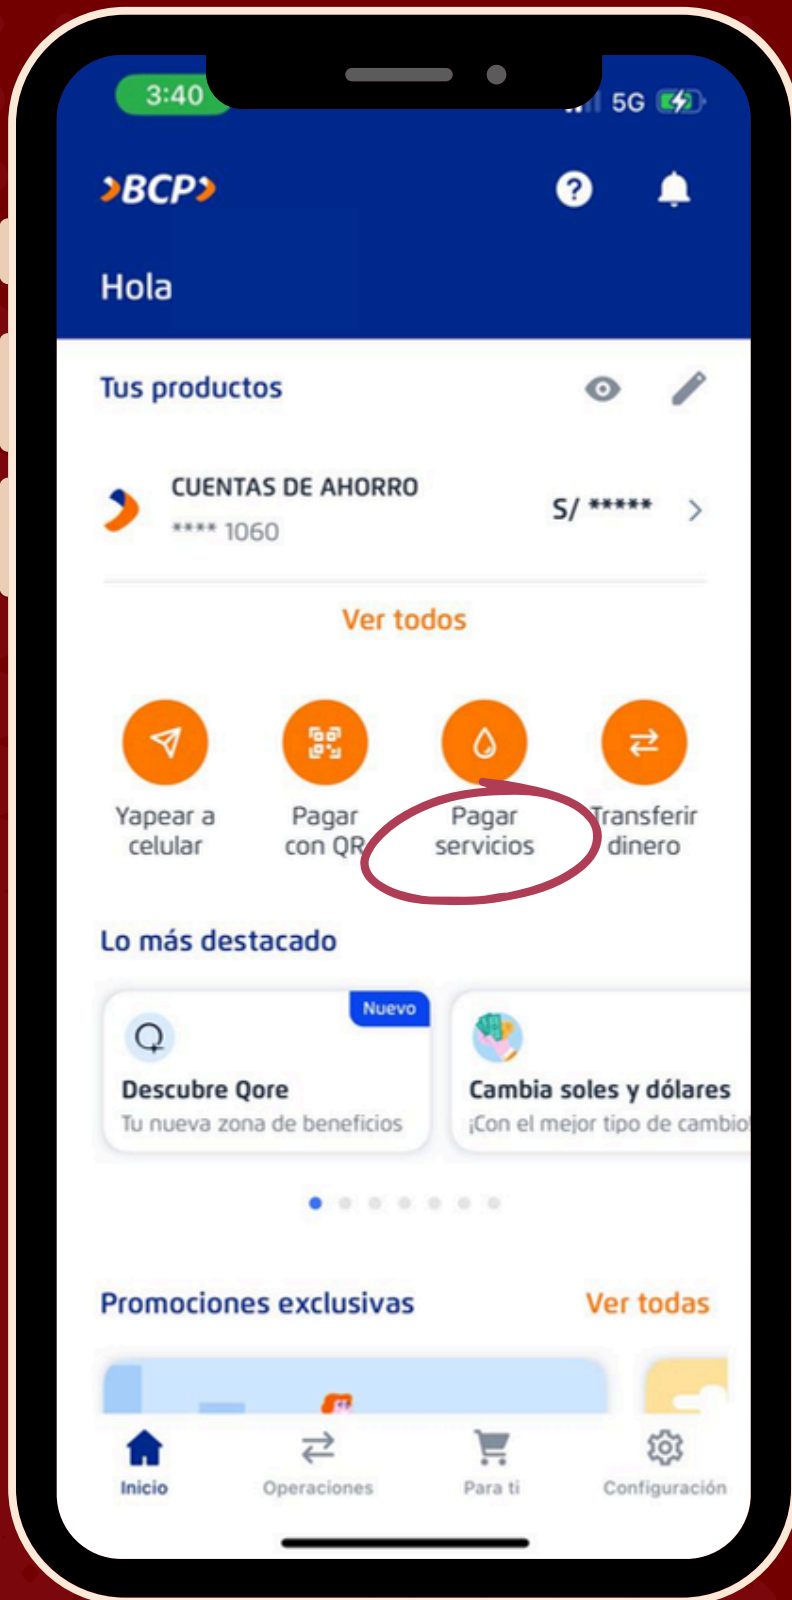 3:40
5G
BCP
Hola
Tus productos
CUENTAS DE AHORRO
**** 1060
S/ *****
Ver todos
Yapear a
celular
Pagar
con QR
Pagar
servicios
Transferir
dinero
Lo más destacado
Nuevo
Descubre Qore
Tu nueva zona de beneficios
Cambia soles y dólares
¡Con el mejor tipo de cambio!
Promociones exclusivas
Ver todas
Inicio
Operaciones
Para ti
Configuración